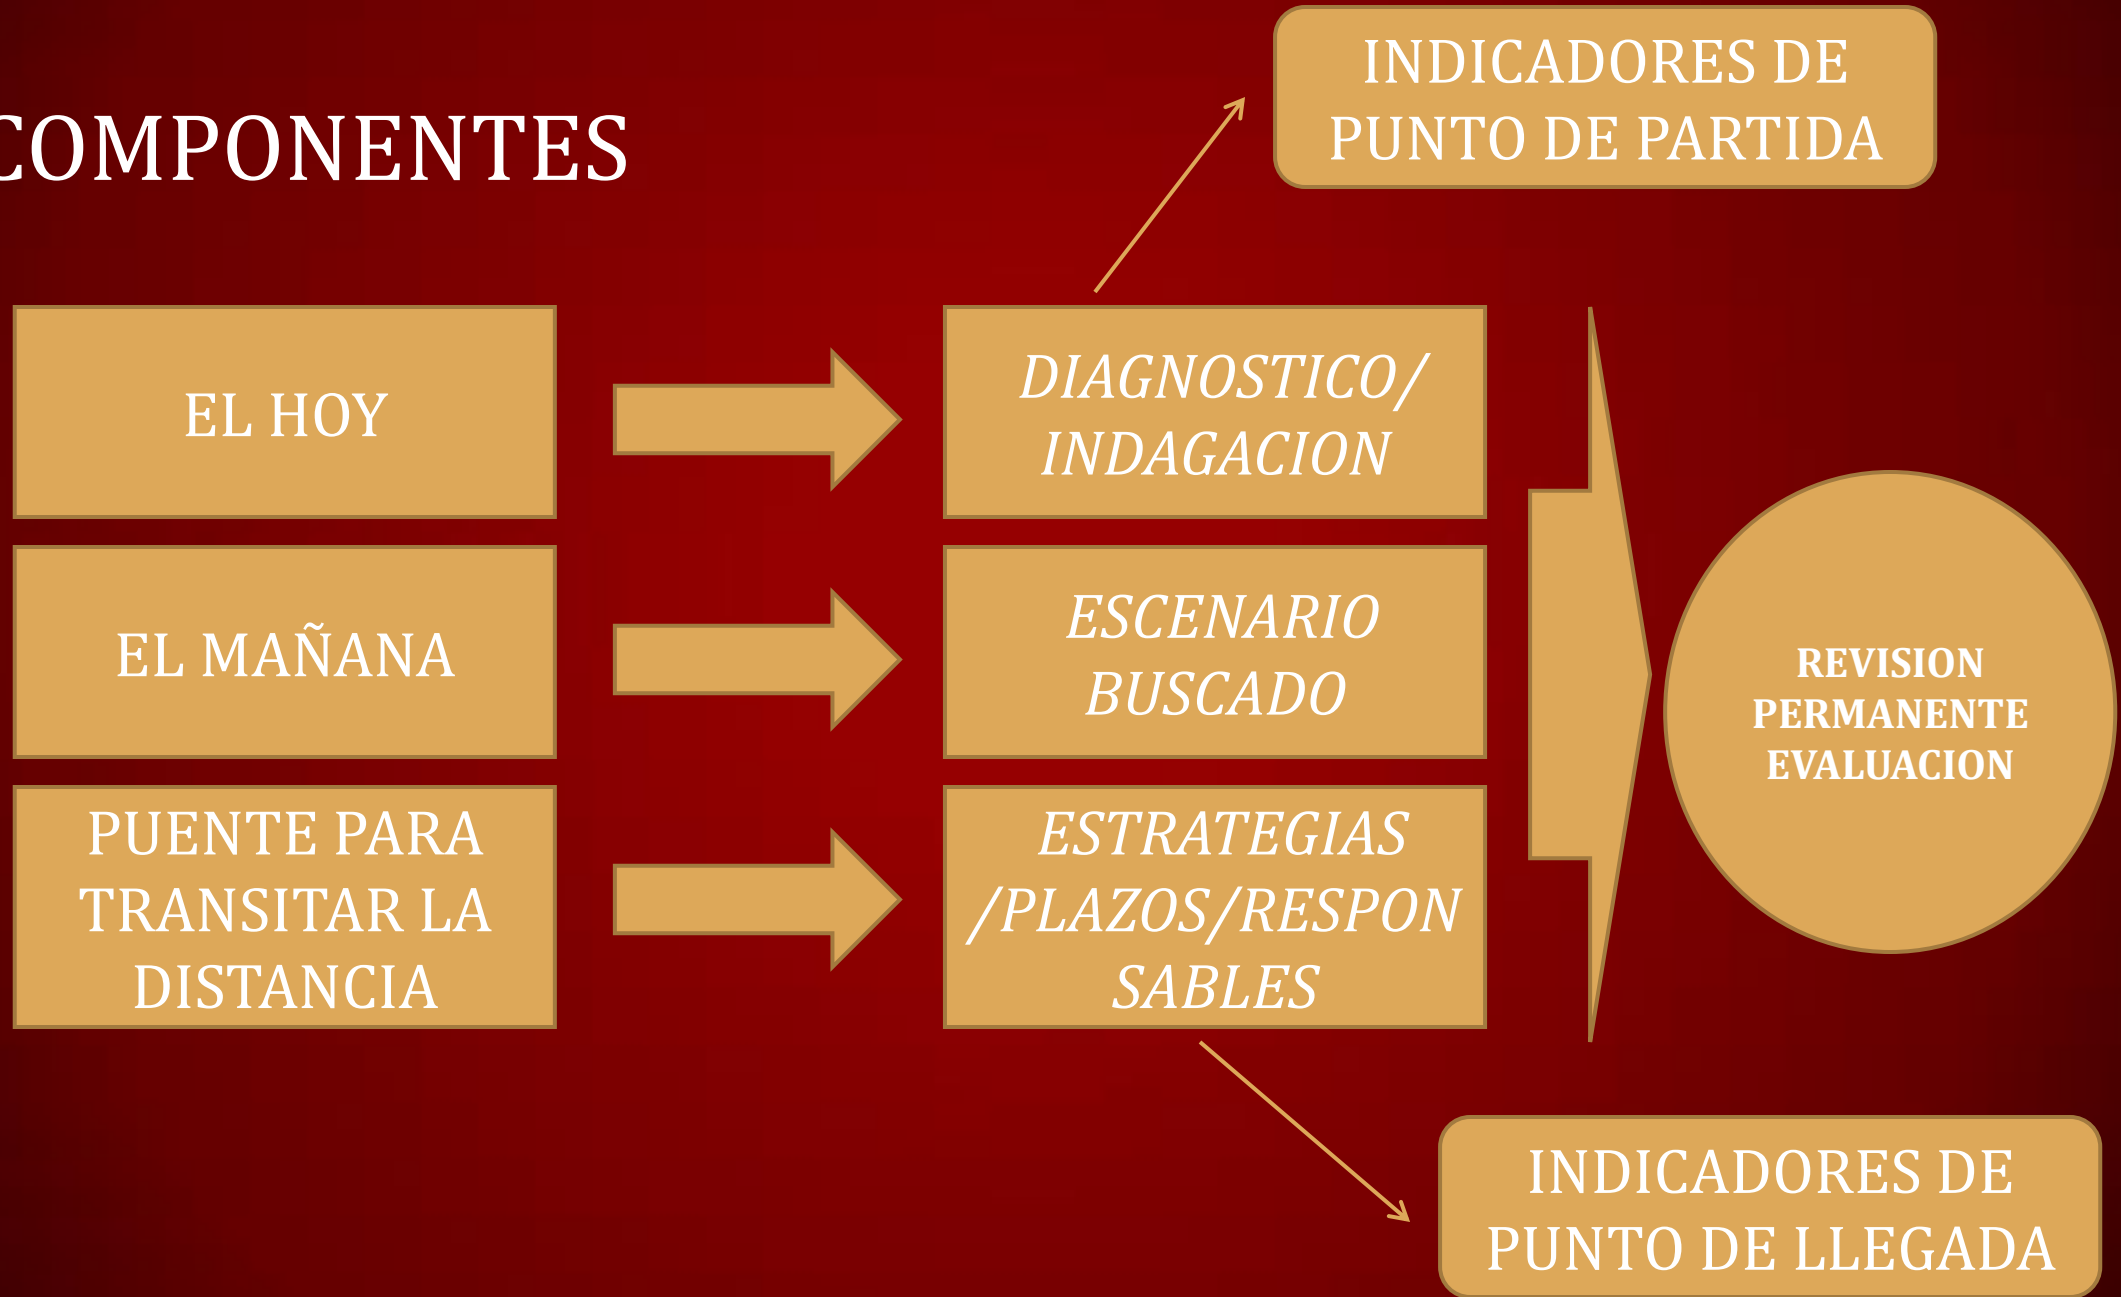 INDICADORES DE
PUNTO DE PARTIDA
COMPONENTES
EL HOY
DIAGNOSTICO/
INDAGACION
EL MAÑANA
ESCENARIO
BUSCADO
PUENTE PARA
TRANSITAR LA
DISTANCIA
ESTRATEGIAS
/PLAZOS/RESPON
SABLES
REVISION
PERMANENTE
EVALUACION
INDICADORES DE
PUNTO DE LLEGADA